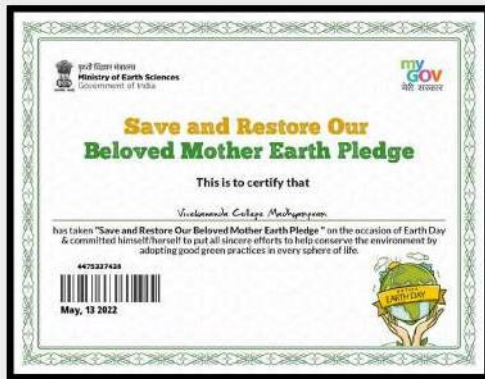 पृथ्वी विज्ञान मंत्रालय
Ministry of Earth Sciences
Government of India
my
GOV
मेरी सरकार
Save and Restore Our
Beloved Mother Earth Pledge
This is to certify that
Vivekananda College Madhyamgram
has taken "Save and Restore Our Beloved Mother Earth Pledge" on the occasion of Earth Day
& committed himself/herself to put all sincere efforts to help conserve the environment by
adopting good green practices in every sphere of life.
May, 13 2022
EARTH DAY